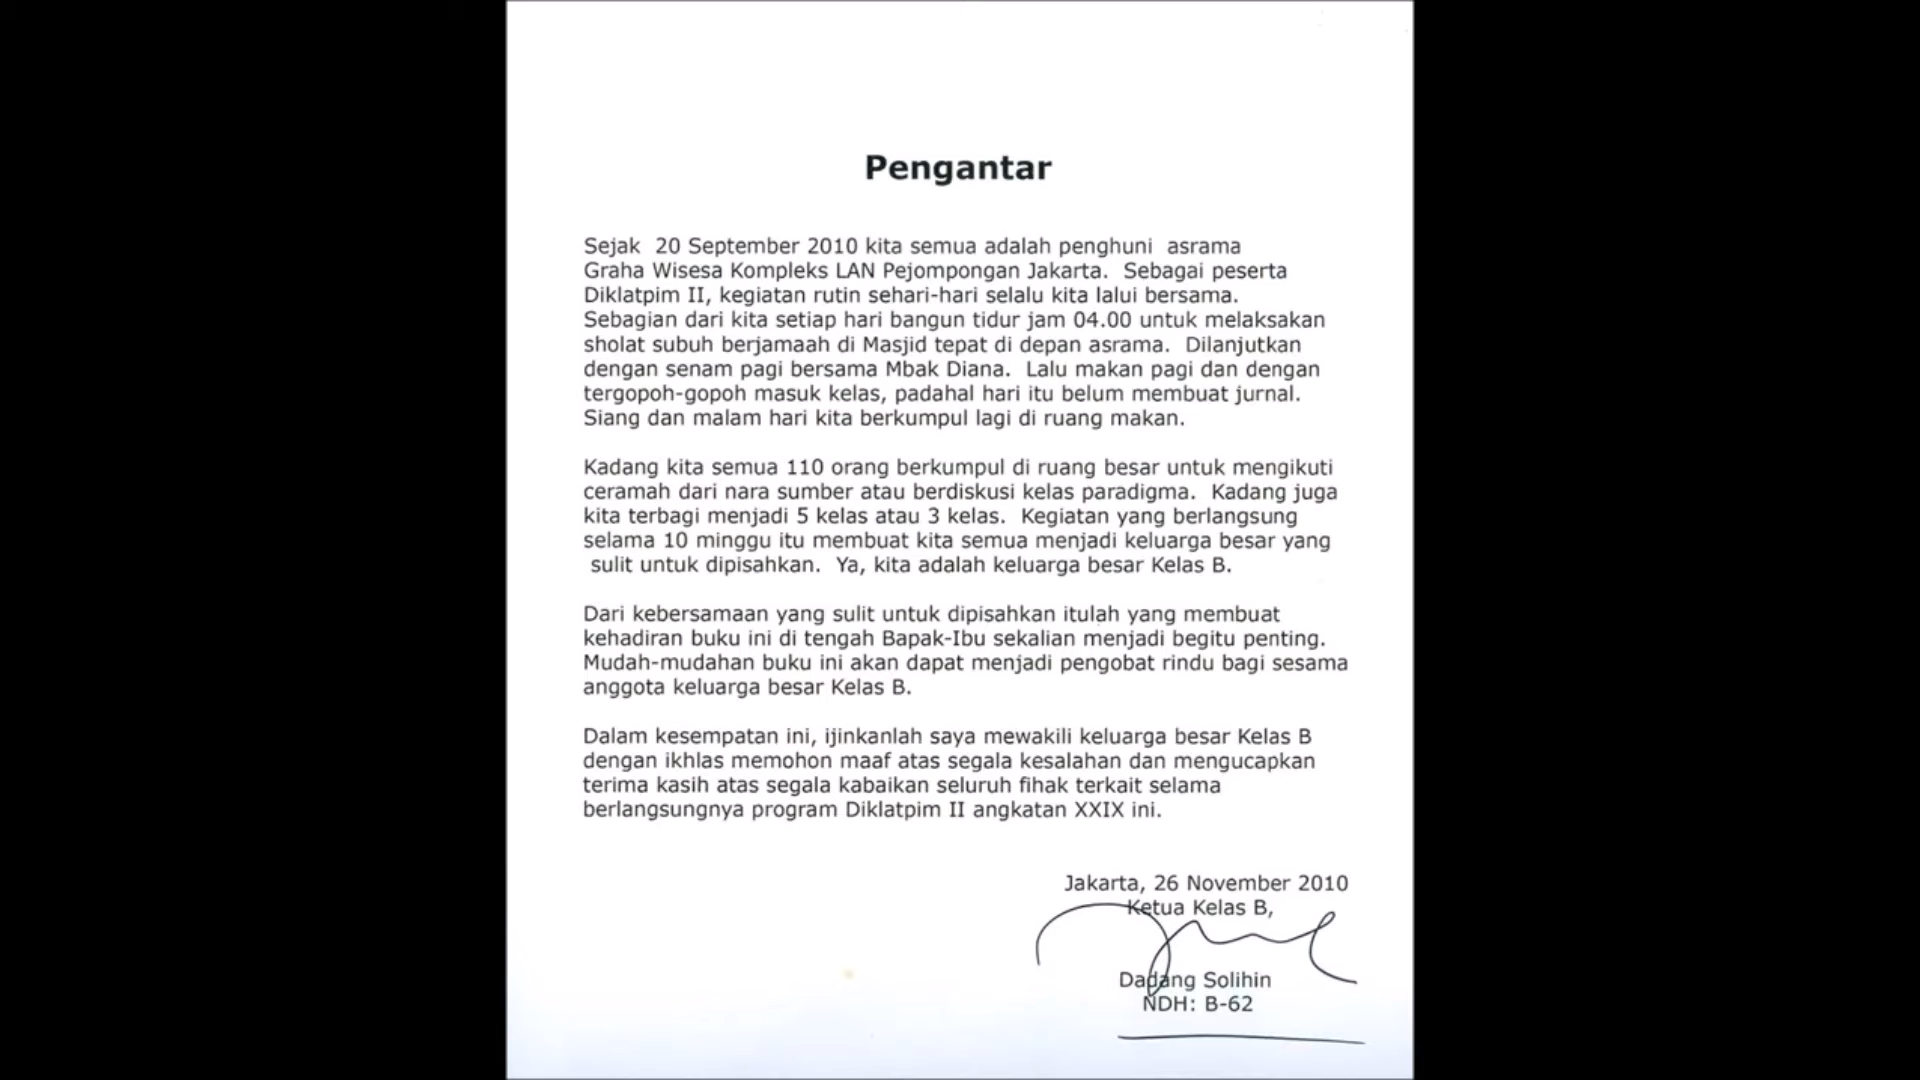 Pengantar
Sejak  20 September 2010 kita semua adalah penghuni  asrama
Graha Wisesa Kompleks LAN Pejompongan Jakarta.  Sebagai peserta
Diklatpim II, kegiatan rutin sehari-hari selalu kita lalui bersama.
Sebagian dari kita setiap hari bangun tidur jam 04.00 untuk melaksakan
sholat subuh berjamaah di Masjid tepat di depan asrama.  Dilanjutkan
dengan senam pagi bersama Mbak Diana.  Lalu makan pagi dan dengan
tergopoh-gopoh masuk kelas, padahal hari itu belum membuat jurnal.
Siang dan malam hari kita berkumpul lagi di ruang makan.
Kadang kita semua 110 orang berkumpul di ruang besar untuk mengikuti
ceramah dari nara sumber atau berdiskusi kelas paradigma.  Kadang juga
kita terbagi menjadi 5 kelas atau 3 kelas.  Kegiatan yang berlangsung
selama 10 minggu itu membuat kita semua menjadi keluarga besar yang
sulit untuk dipisahkan.  Ya, kita adalah keluarga besar Kelas B.
Dari kebersamaan yang sulit untuk dipisahkan itulah yang membuat
kehadiran buku ini di tengah Bapak-Ibu sekalian menjadi begitu penting.
Mudah-mudahan buku ini akan dapat menjadi pengobat rindu bagi sesama
anggota keluarga besar Kelas B.
Dalam kesempatan ini, ijinkanlah saya mewakili keluarga besar Kelas B
dengan ikhlas memohon maaf atas segala kesalahan dan mengucapkan
terima kasih atas segala kabaikan seluruh fihak terkait selama
berlangsungnya program Diklatpim II angkatan XXIX ini.
Jakarta, 26 November 2010
Ketua Kelas B,
Dadang Solihin
NDH: B-62